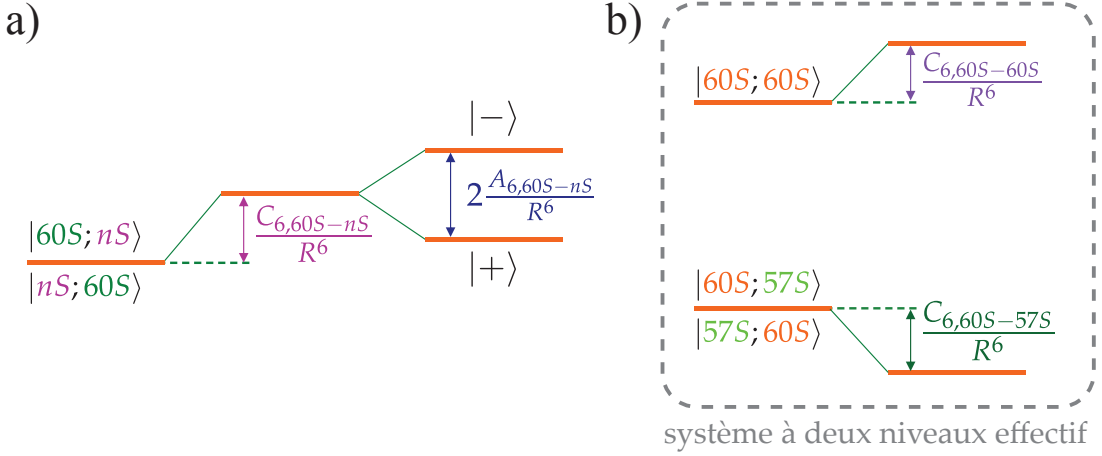 a)
|60S;nS⟩
|nS;60S⟩
C6,60S−nS
R6
|−⟩
2 A6,60S−nS
R6
|+⟩
b)
|60S;60S⟩
C6,60S−60S
R6
|60S;57S⟩
|57S;60S⟩
C6,60S−57S
R6
système à deux niveaux effectif